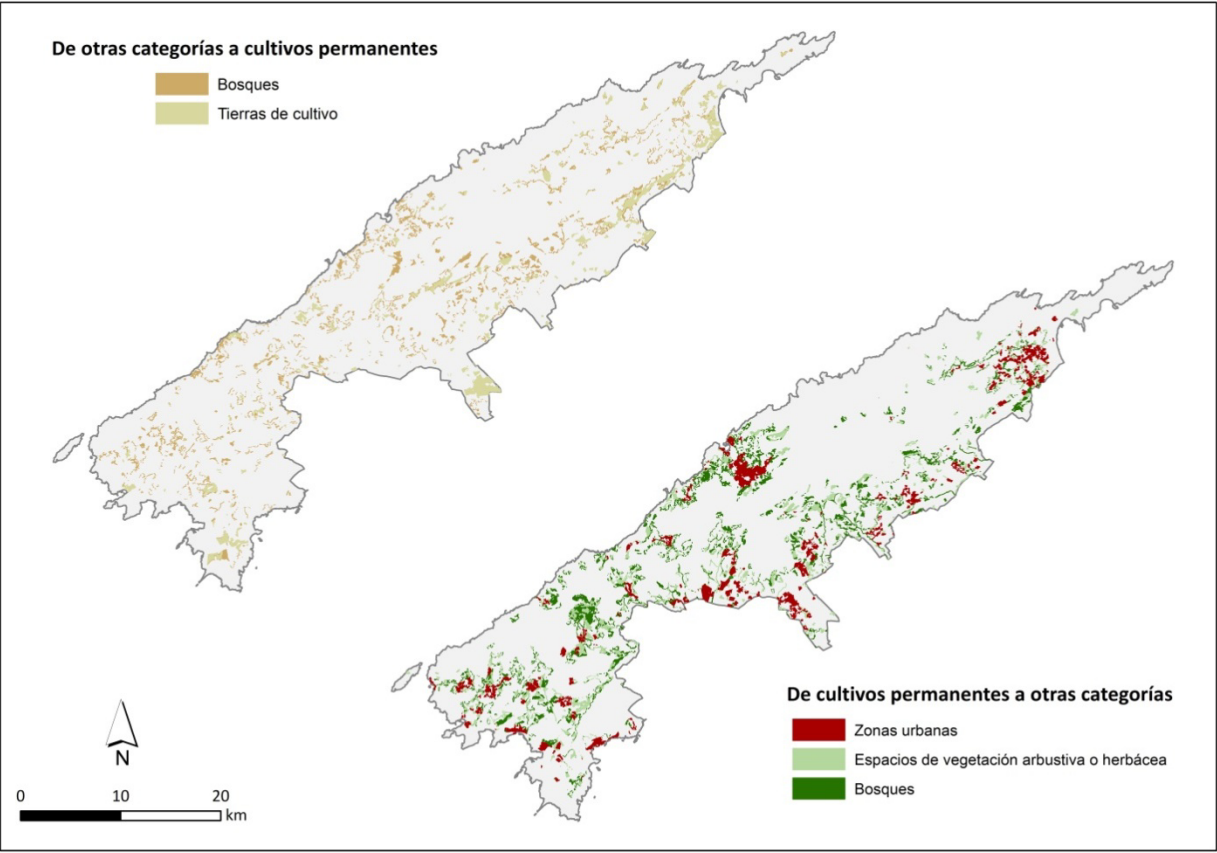 De otras categorías a cultivos permanentes
Bosques
Tierras de cultivo
De cultivos permanentes a otras categorías
Zonas urbanas
Espacios de vegetación arbustiva o herbácea
Bosques
N
0 10 20
km